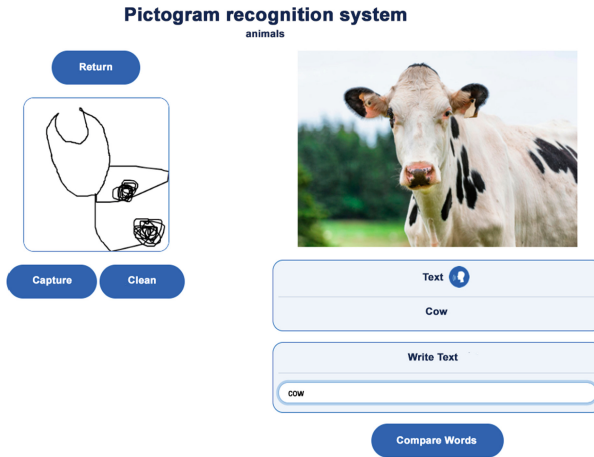 Pictogram recognition system
animals
Return
Capture
Clean
Text
Cow
Write Text
cow
Compare Words